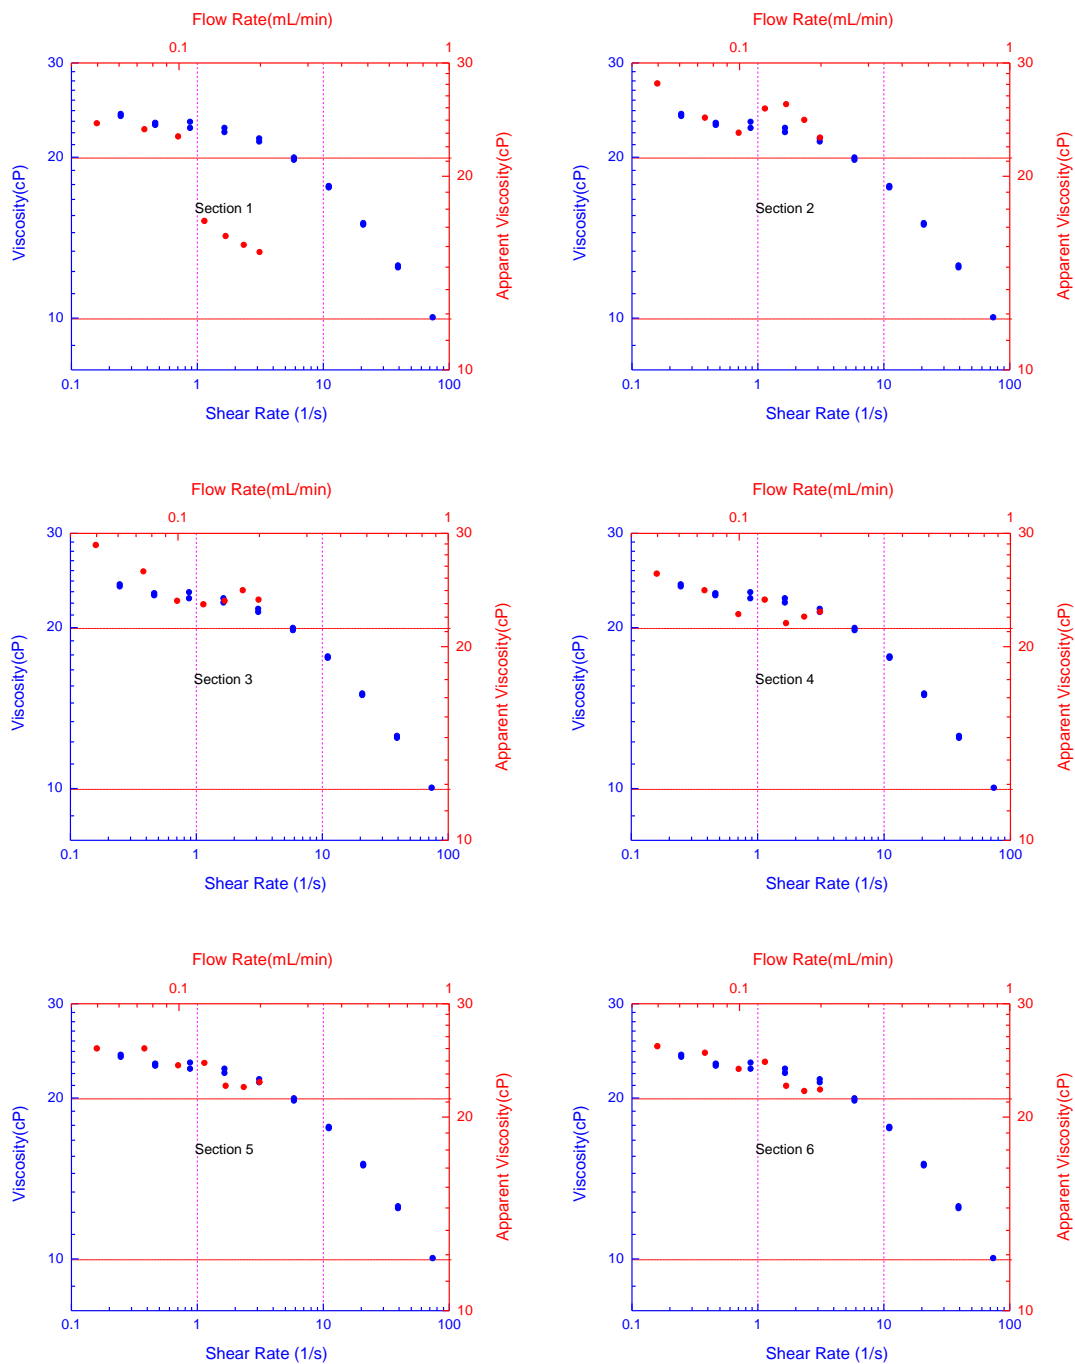 Flow Rate(mL/min)
0.1 1
30 30
20 20
10 10
Viscosity(cP)
Apparent Viscosity(cP)
Section 1
0.1 1 10 100
Shear Rate (1/s)
Flow Rate(mL/min)
0.1 1
30 30
20 20
10 10
Viscosity(cP)
Apparent Viscosity(cP)
Section 2
0.1 1 10 100
Shear Rate (1/s)
Flow Rate(mL/min)
0.1 1
30 30
20 20
10 10
Viscosity(cP)
Apparent Viscosity(cP)
Section 3
0.1 1 10 100
Shear Rate (1/s)
Flow Rate(mL/min)
0.1 1
30 30
20 20
10 10
Viscosity(cP)
Apparent Viscosity(cP)
Section 4
0.1 1 10 100
Shear Rate (1/s)
Flow Rate(mL/min)
0.1 1
30 30
20 20
10 10
Viscosity(cP)
Apparent Viscosity(cP)
Section 5
0.1 1 10 100
Shear Rate (1/s)
Flow Rate(mL/min)
0.1 1
30 30
20 20
10 10
Viscosity(cP)
Apparent Viscosity(cP)
Section 6
0.1 1 10 100
Shear Rate (1/s)